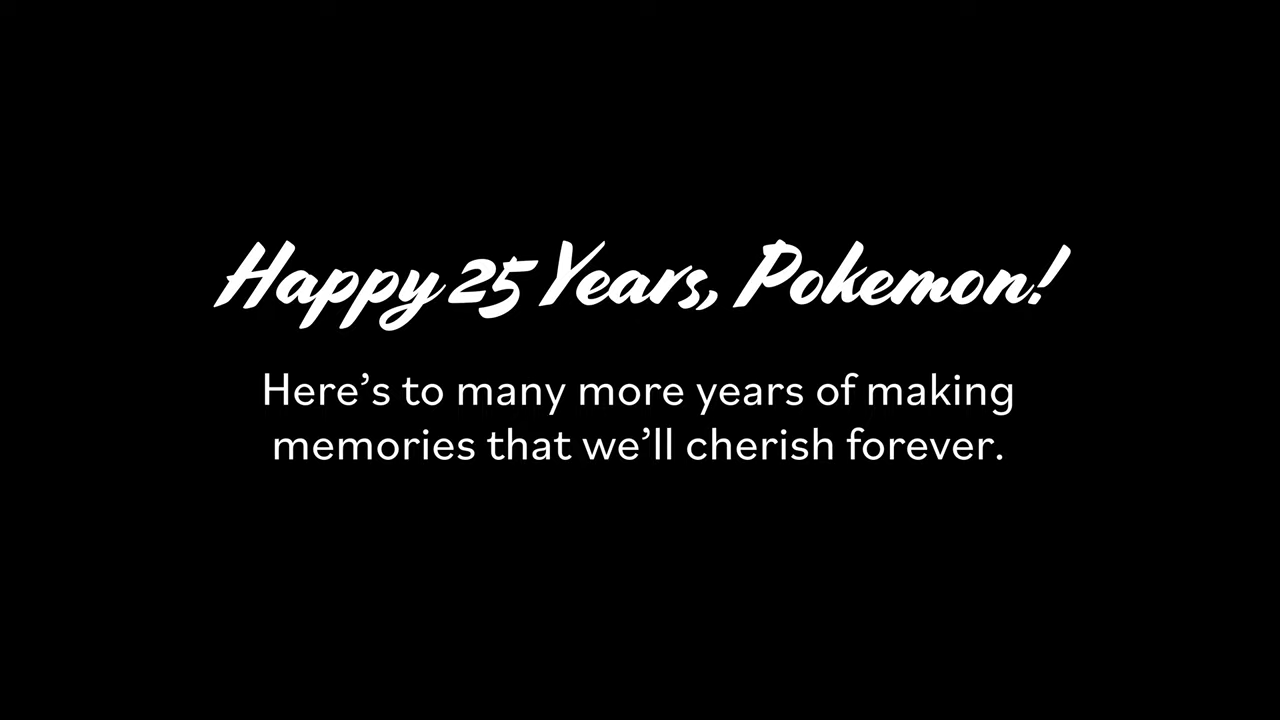 Happy 25 Years, Pokemon!
Here’s to many more years of making
memories that we’ll cherish forever.